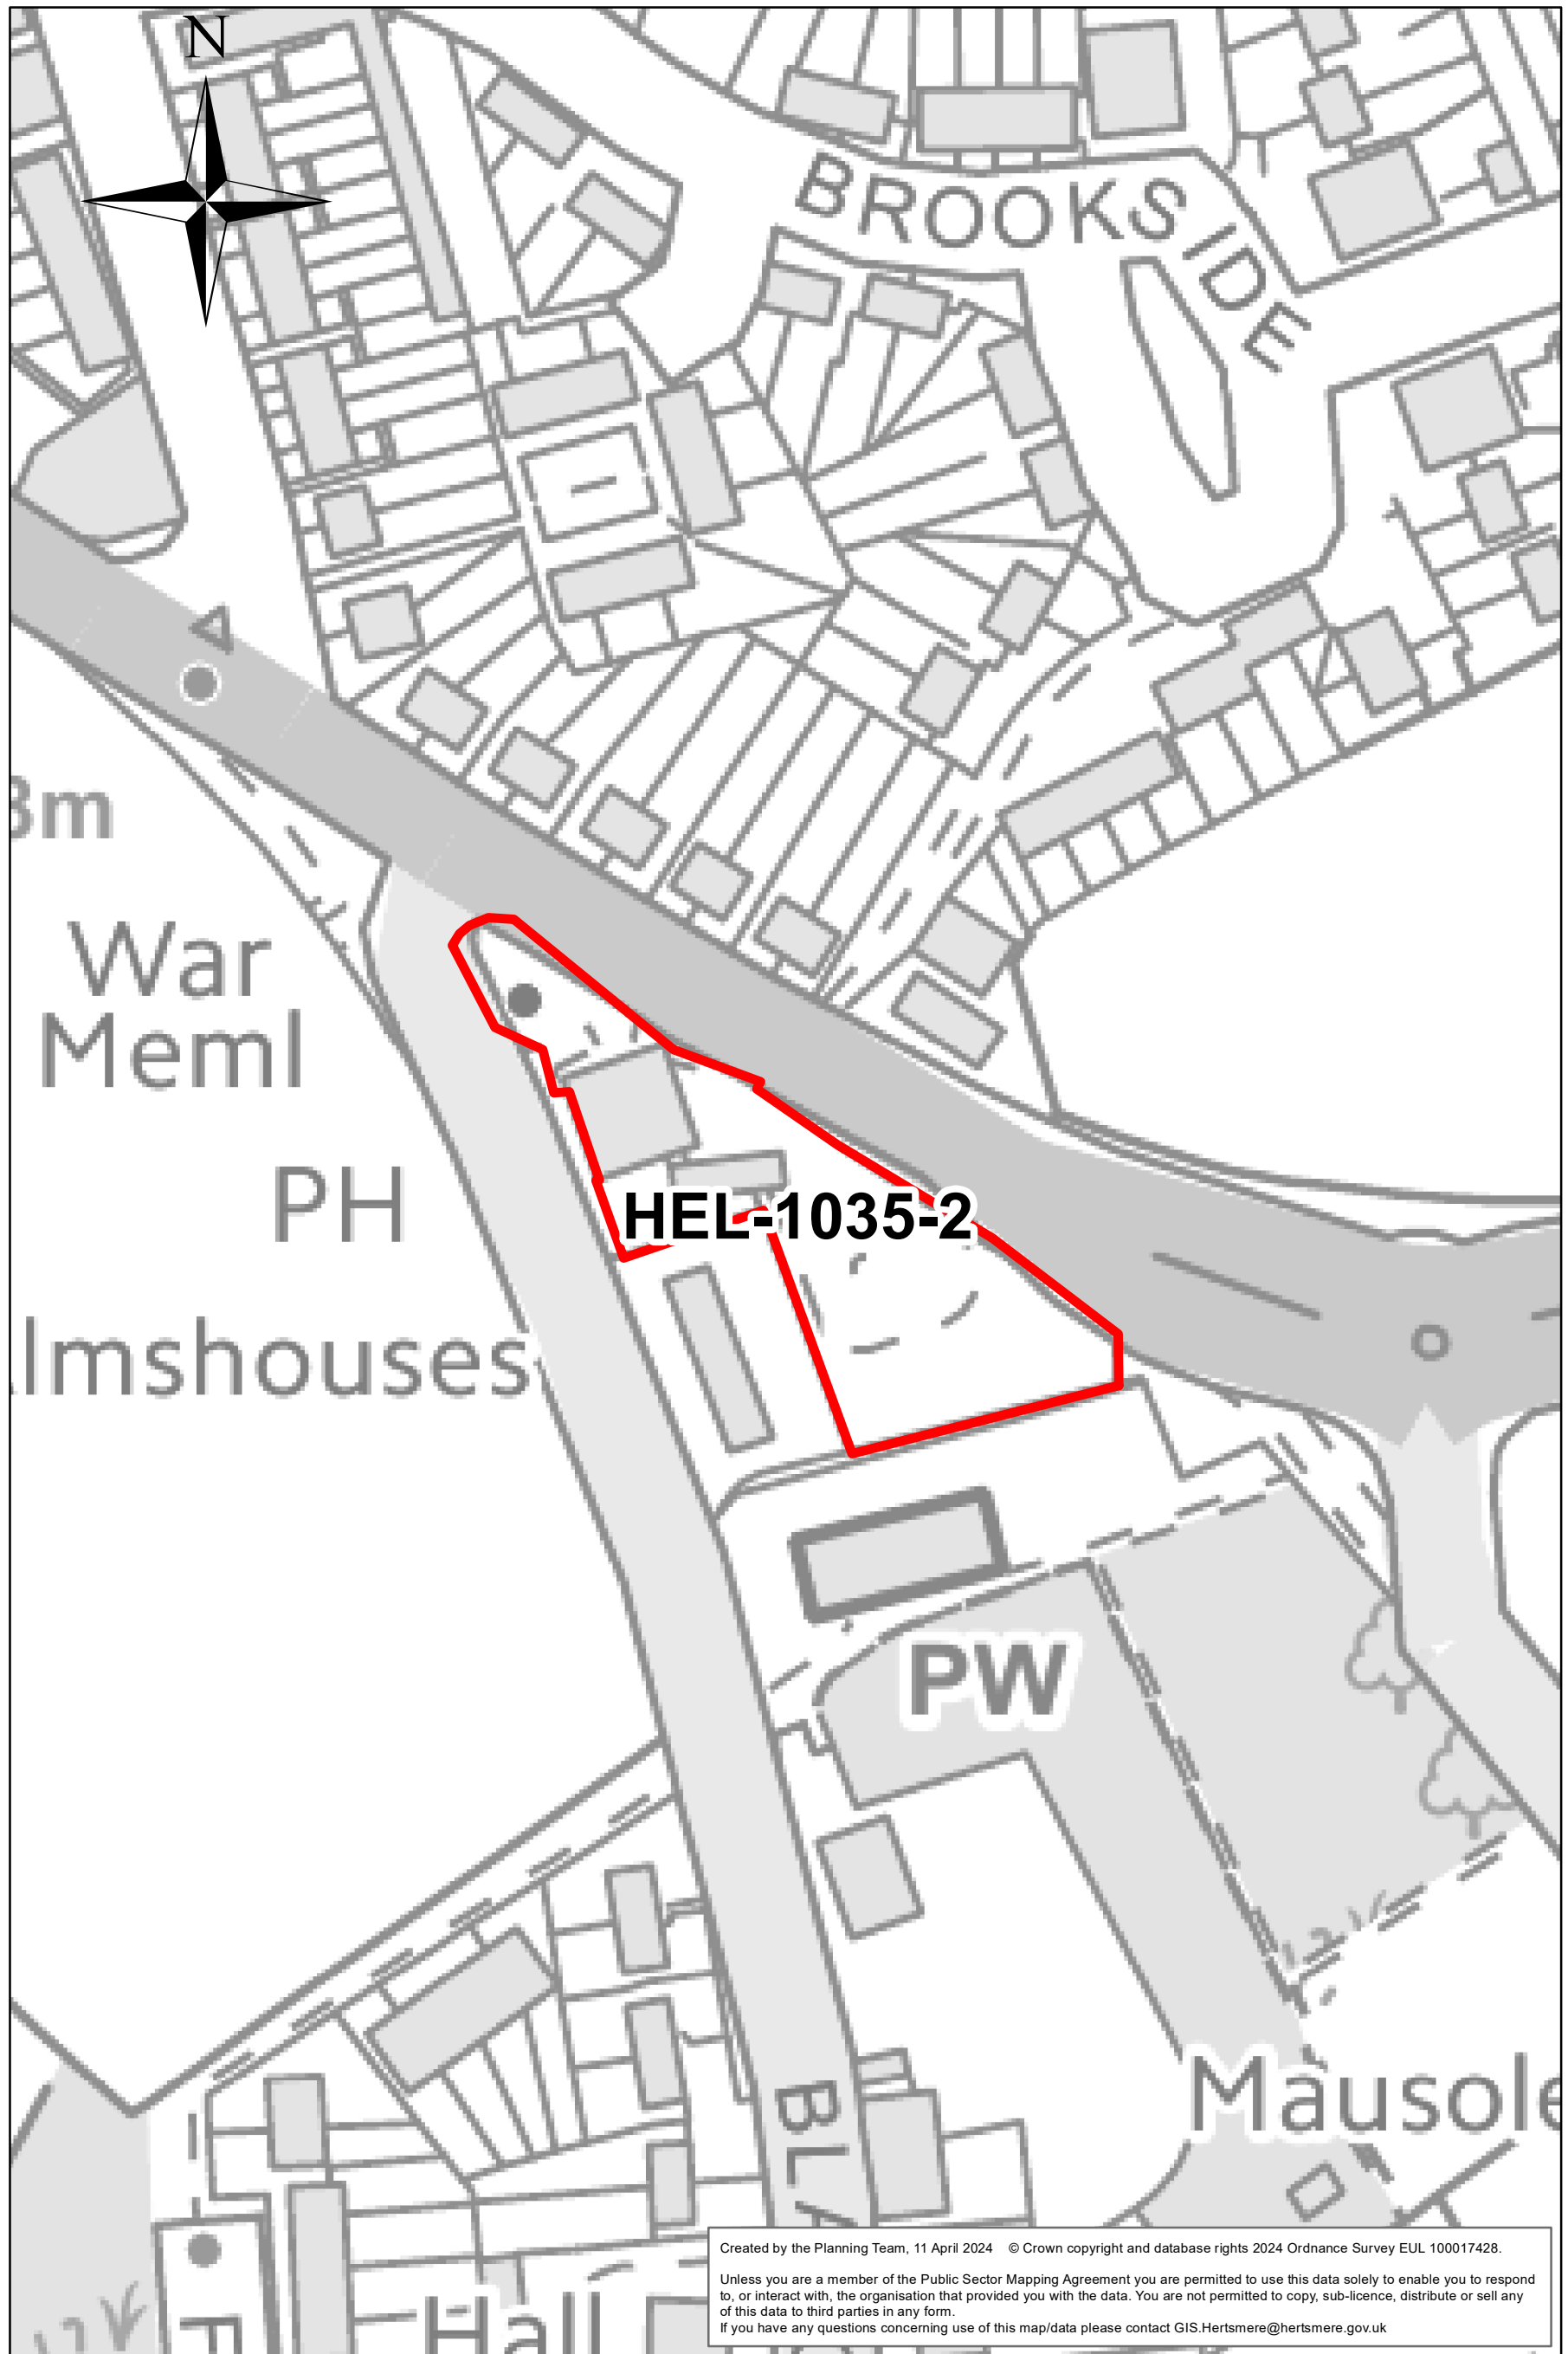 N
BROOKSIDE
3m
War
Meml
PH
lmshouses
HEL-1035-2
PW
Mausole
BLA
Hall
Created by the Planning Team, 11 April 2024 © Crown copyright and database rights 2024 Ordnance Survey EUL 100017428.
Unless you are a member of the Public Sector Mapping Agreement you are permitted to use this data solely to enable you to respond
to, or interact with, the organisation that provided you with the data. You are not permitted to copy, sub-licence, distribute or sell any
of this data to third parties in any form.
If you have any questions concerning use of this map/data please contact GIS.Hertsmere@hertsmere.gov.uk